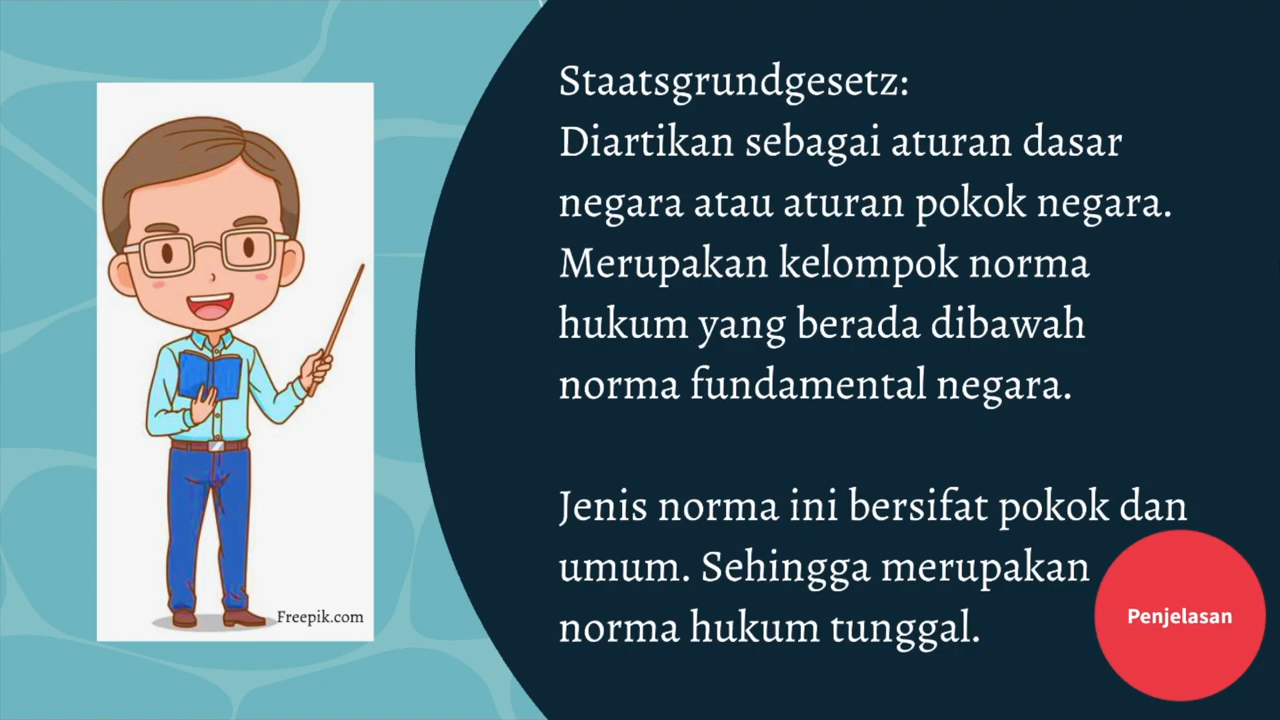 Staatsgrundgesetz:
Diartikan sebagai aturan dasar
negara atau aturan pokok negara.
Merupakan kelompok norma
hukum yang berada dibawah
norma fundamental negara.
Jenis norma ini bersifat pokok dan
umum. Sehingga merupakan
norma hukum tunggal.
Penjelasan
Freepik.com